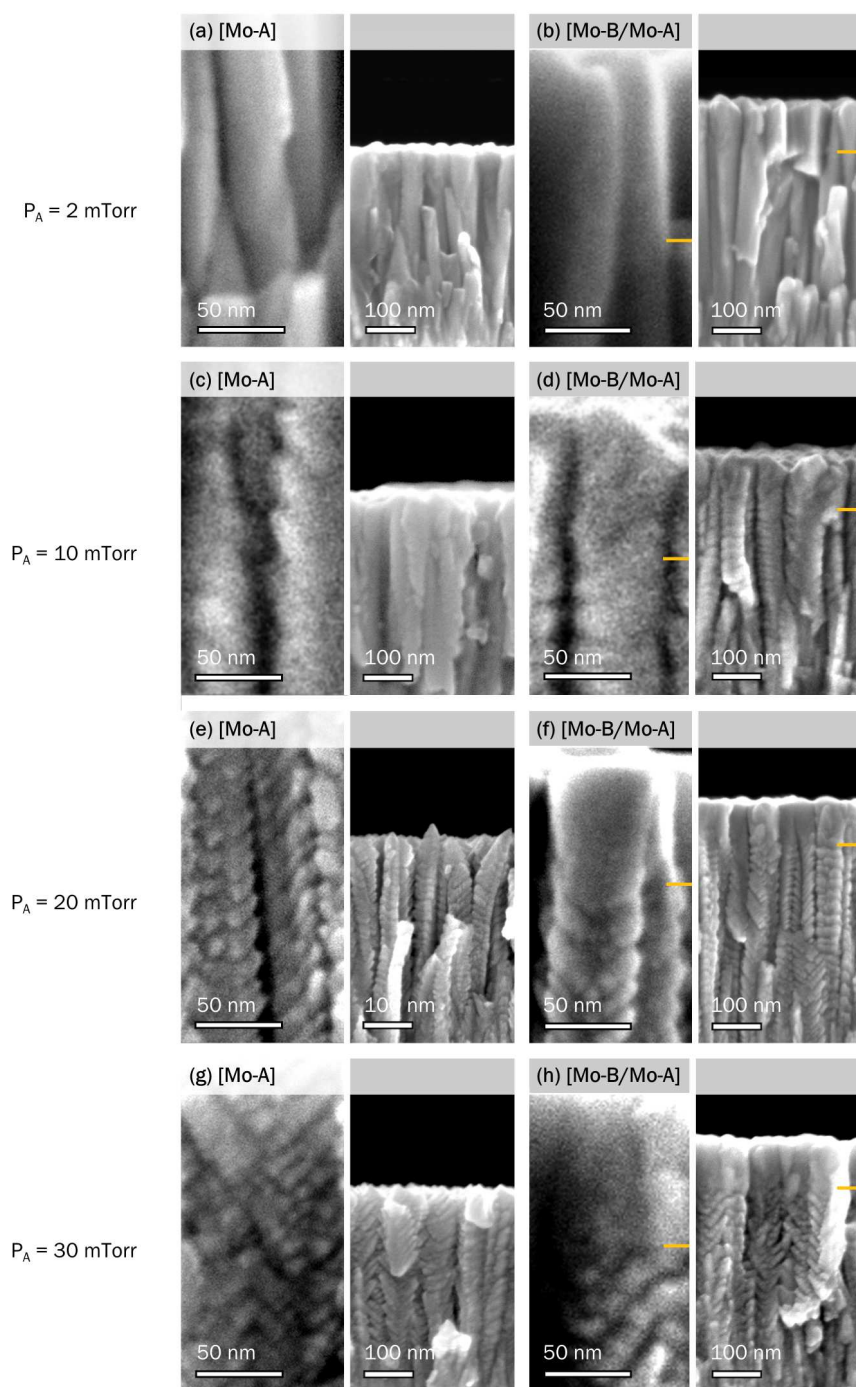 (a) [Mo-A]
(b) [Mo-B/Mo-A]
P_A = 2 mTorr
50 nm
100 nm
50 nm
100 nm
(c) [Mo-A]
(d) [Mo-B/Mo-A]
P_A = 10 mTorr
50 nm
100 nm
50 nm
100 nm
(e) [Mo-A]
(f) [Mo-B/Mo-A]
P_A = 20 mTorr
50 nm
100 nm
50 nm
100 nm
(g) [Mo-A]
(h) [Mo-B/Mo-A]
P_A = 30 mTorr
50 nm
100 nm
50 nm
100 nm